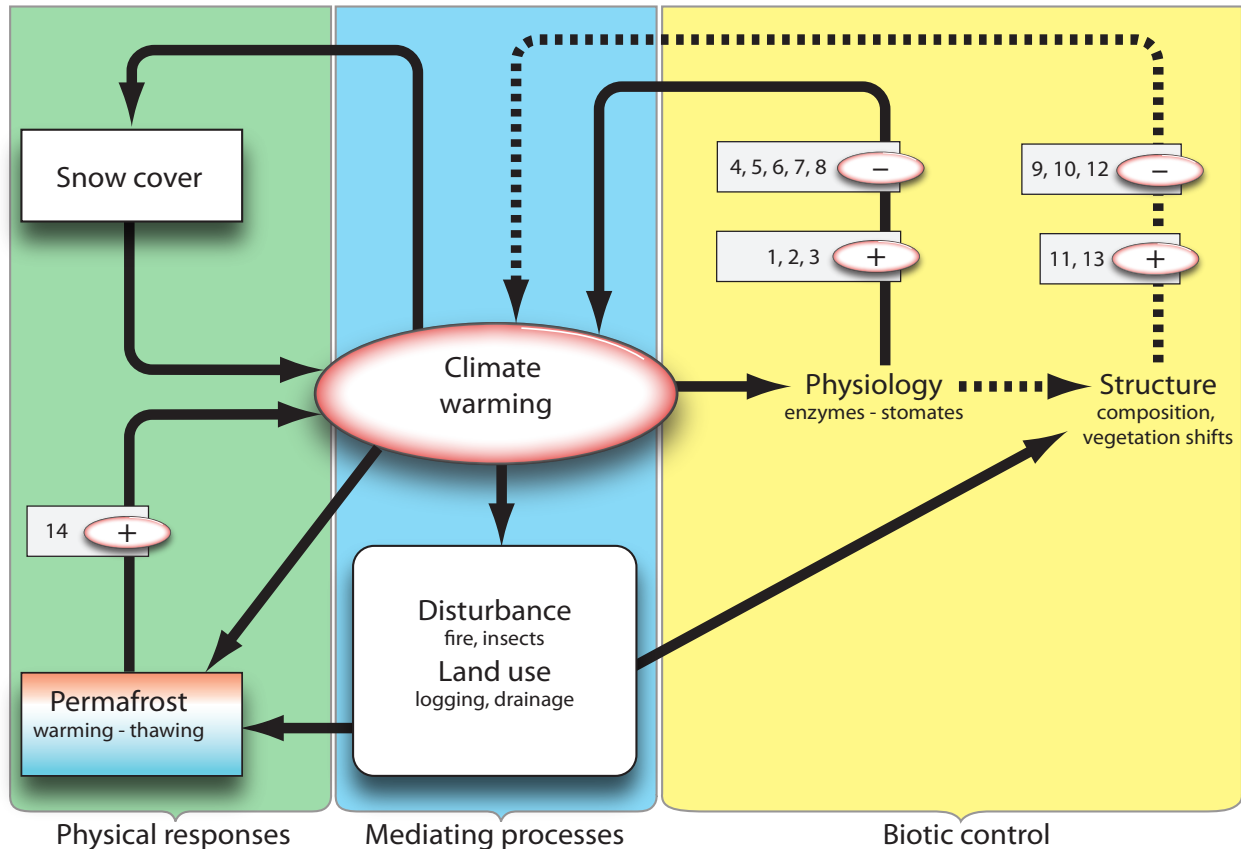 Snow cover
4, 5, 6, 7, 8
−
9, 10, 12
−
1, 2, 3
+
11, 13
+
Climate
warming
Physiology
enzymes - stomates
Structure
composition,
vegetation shifts
14
+
Disturbance
fire, insects
Land use
logging, drainage
Permafrost
warming - thawing
Physical responses
Mediating processes
Biotic control